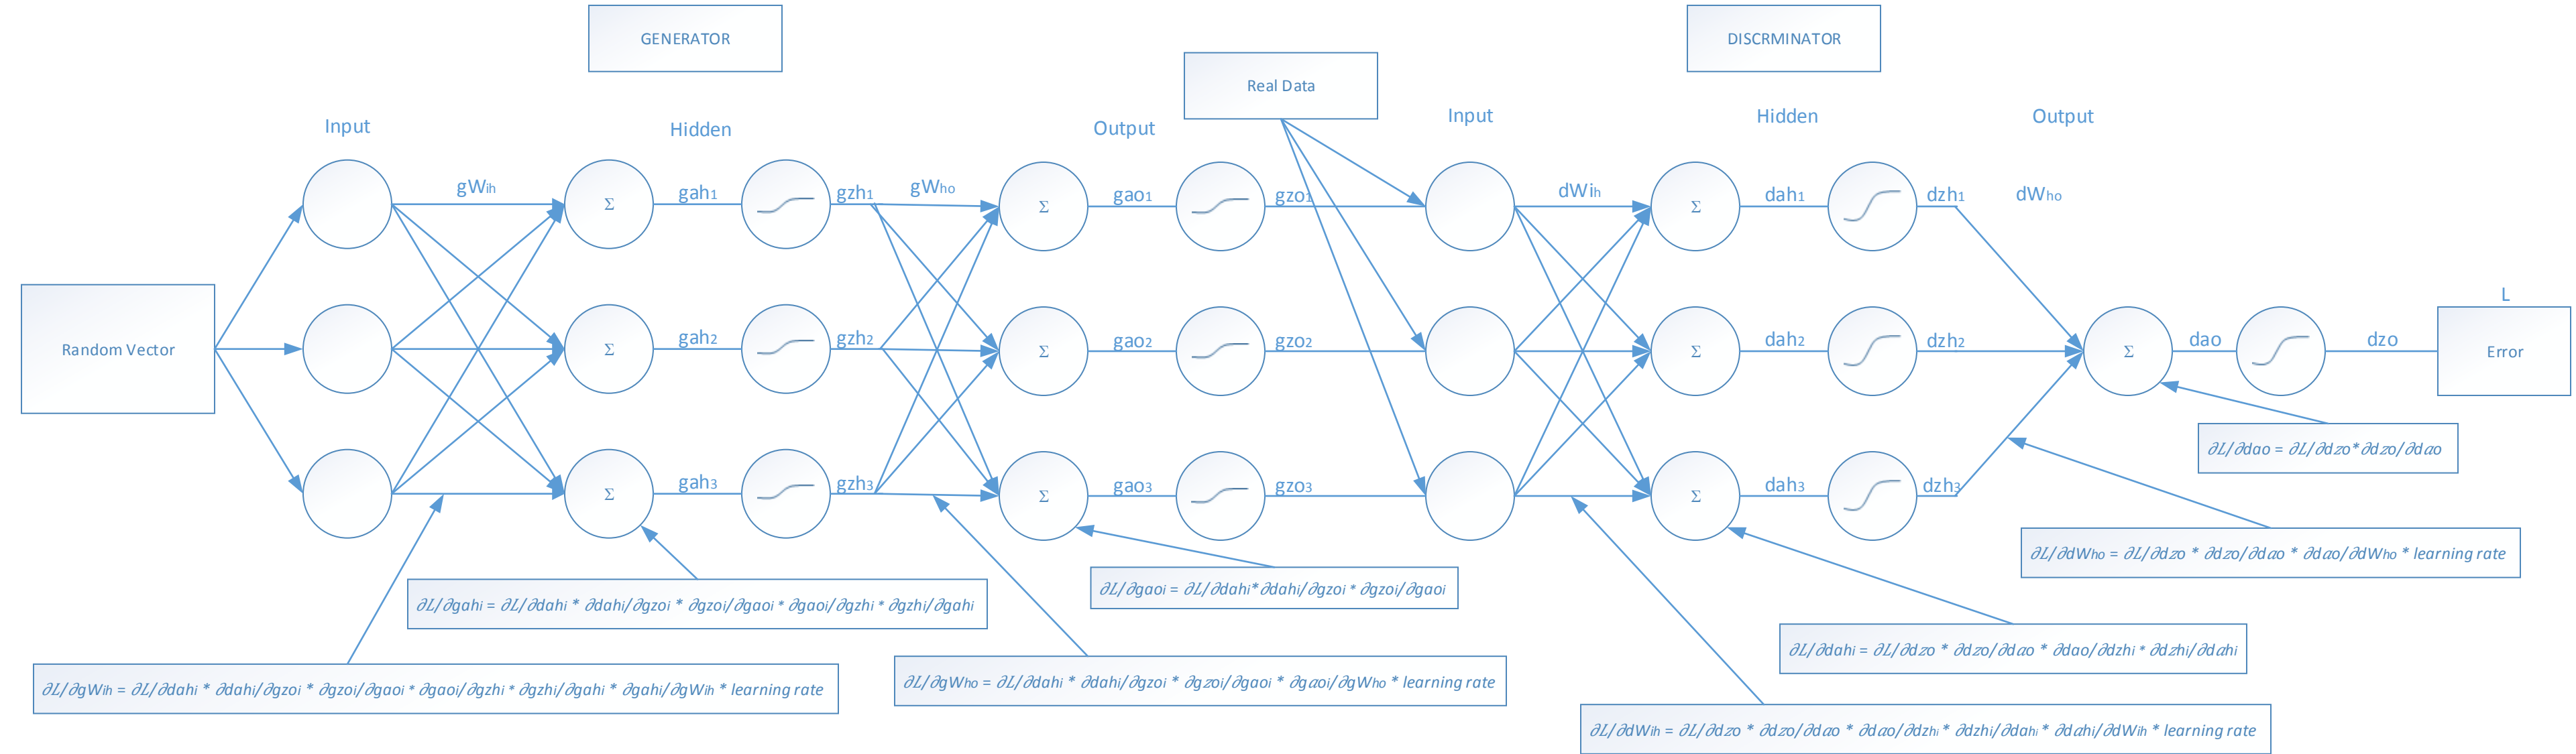 GENERATOR
DISCRMINATOR
Real Data
Input
Hidden
Output
Input
Hidden
Output
gWih
gah1
gzh1
gWho
gao1
gzo1
dWih
dah1
dzh1
dWho
Σ
Σ
Σ
L
Random Vector
gah2
gzh2
gao2
gzo2
dah2
dzh2
dao
dzo
Σ
Σ
Σ
Σ
Error
∂L/∂dao = ∂L/∂dzo*∂dzo/∂dao
gah3
gzh3
gao3
gzo3
dah3
dzh3
Σ
Σ
Σ
∂L/∂dWho = ∂L/∂dzo * ∂dzo/∂dao * ∂dao/∂dWho * learning rate
∂L/∂gaoi = ∂L/∂dahi*∂dahi/∂gzoi * ∂gzoi/∂gaoi
∂L/∂gahi = ∂L/∂dahi * ∂dahi/∂gzoi * ∂gzoi/∂gaoi * ∂gaoi/∂gzhi * ∂gzhi/∂gahi
∂L/∂dahi = ∂L/∂dzo * ∂dzo/∂dao * ∂dao/∂dzhi * ∂dzhi/∂dahi
∂L/∂gWih = ∂L/∂dahi * ∂dahi/∂gzoi * ∂gzoi/∂gaoi * ∂gaoi/∂gzhi * ∂gzhi/∂gahi * ∂gahi/∂gWih * learning rate
∂L/∂gWho = ∂L/∂dahi * ∂dahi/∂gzoi * ∂gzoi/∂gaoi * ∂gaoi/∂gWho * learning rate
∂L/∂dWih = ∂L/∂dzo * ∂dzo/∂dao * ∂dao/∂dzhi * ∂dzhi/∂dahi * ∂dahi/∂dWih * learning rate